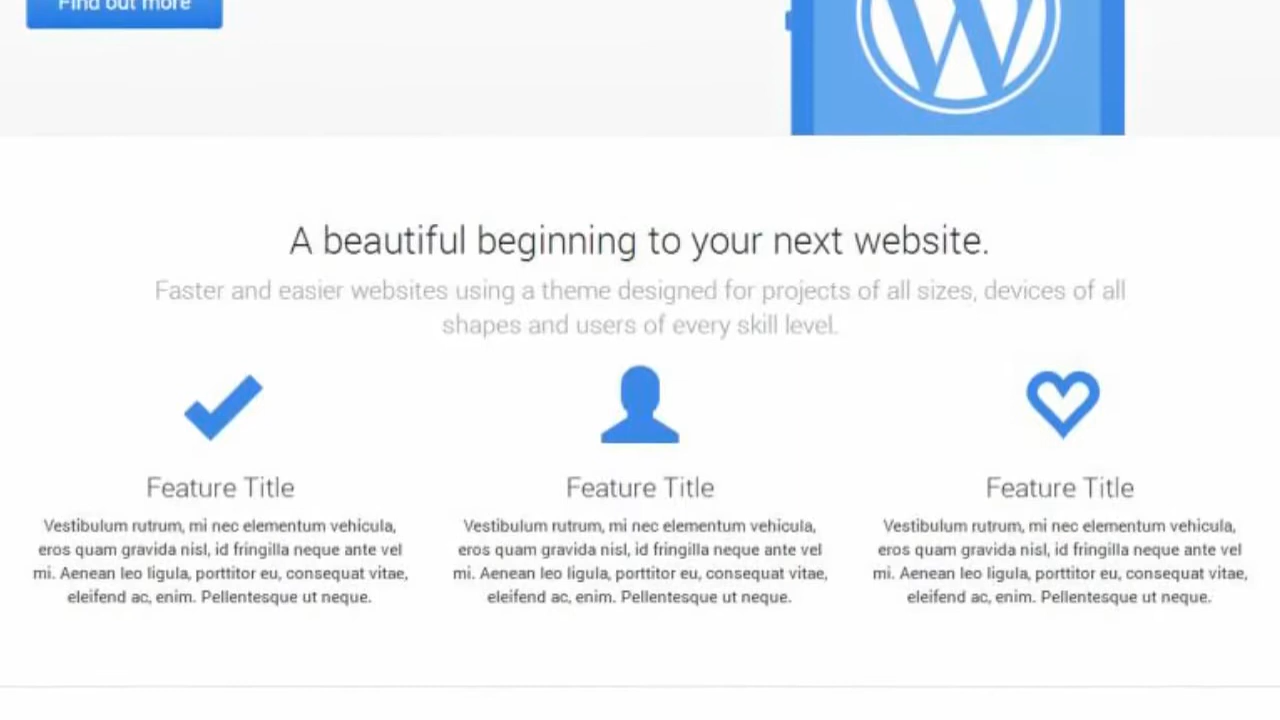 Find out more
A beautiful beginning to your next website.
Faster and easier websites using a theme designed for projects of all sizes, devices of all
shapes and users of every skill level.
Feature Title
Vestibulum rutrum, mi nec elementum vehicula,
eros quam gravida nisl, id fringilla neque ante vel
mi. Aenean leo ligula, porttitor eu, consequat vitae,
eleifend ac, enim. Pellentesque ut neque.
Feature Title
Vestibulum rutrum, mi nec elementum vehicula,
eros quam gravida nisl, id fringilla neque ante vel
mi. Aenean leo ligula, porttitor eu, consequat vitae,
eleifend ac, enim. Pellentesque ut neque.
Feature Title
Vestibulum rutrum, mi nec elementum vehicula,
eros quam gravida nisl, id fringilla neque ante vel
mi. Aenean leo ligula, porttitor eu, consequat vitae,
eleifend ac, enim. Pellentesque ut neque.